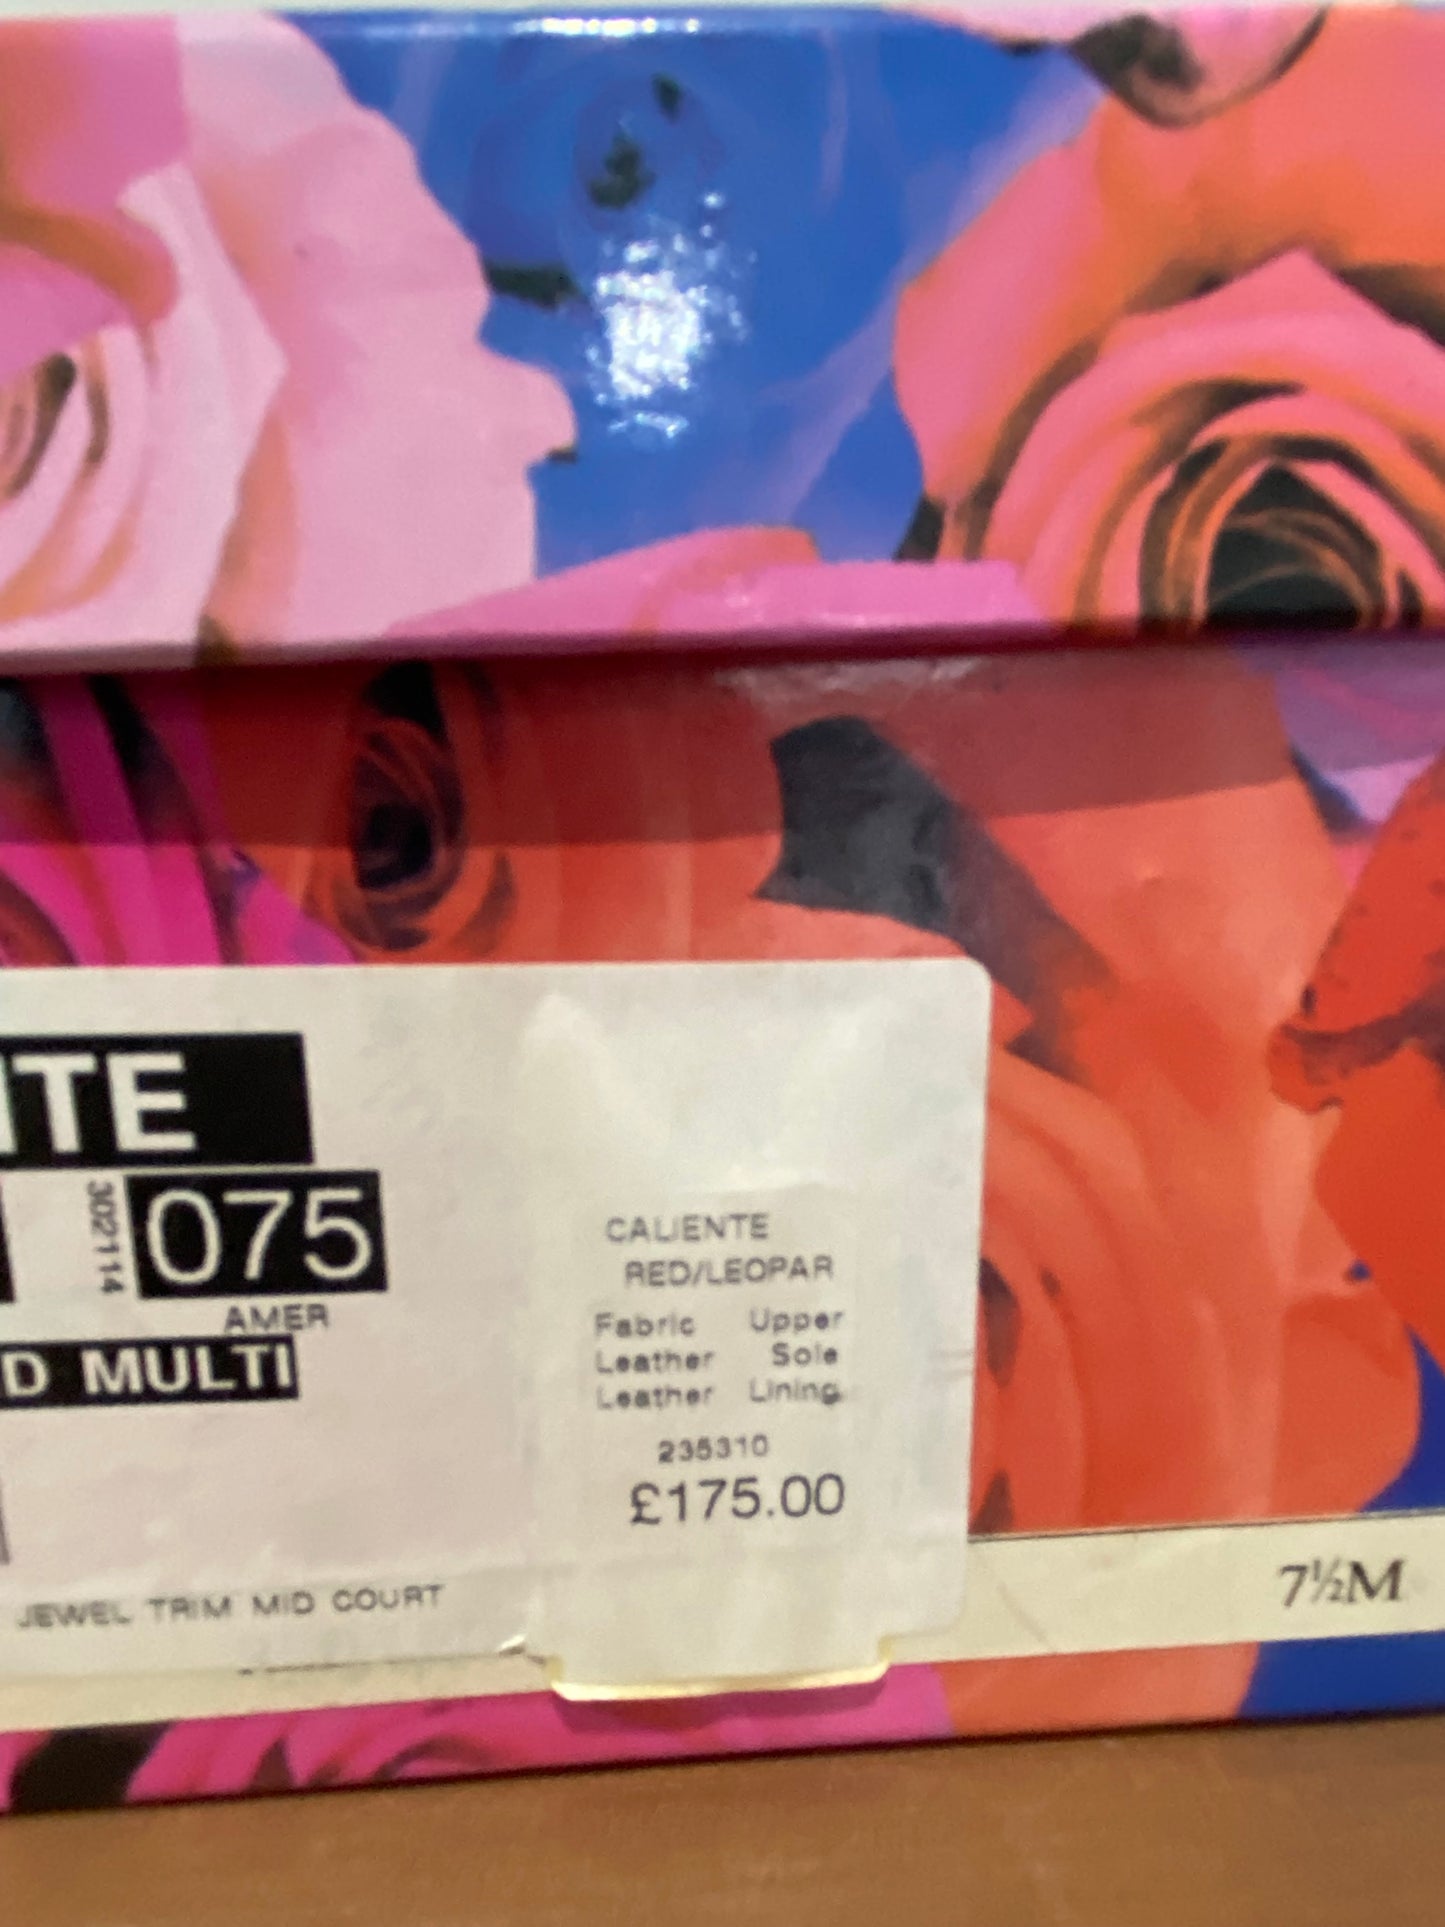 ITE
302114
075
AMER
D MULTI
JEWEL TRIM MID COURT
CALIENTE
RED/LEOPAR
Fabric Upper
Leather Sole
Leather Lining
235310
£175.00
7½M